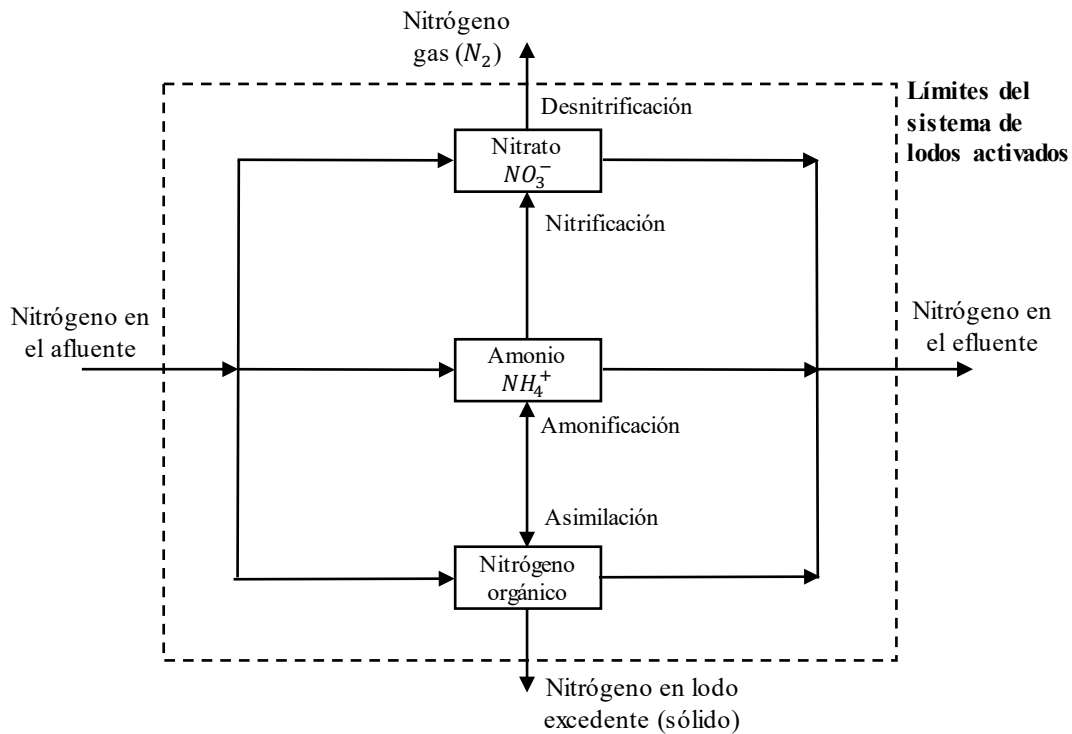 Nitrógeno
gas (N₂)
Límites del
sistema de
lodos activados
Desnitrificación
Nitrato
NO₃⁻
Nitrificación
Nitrógeno en
el afluente
Amonio
NH₄⁺
Nitrógeno en
el efluente
Amonificación
Asimilación
Nitrógeno
orgánico
Nitrógeno en lodo
excedente (sólido)